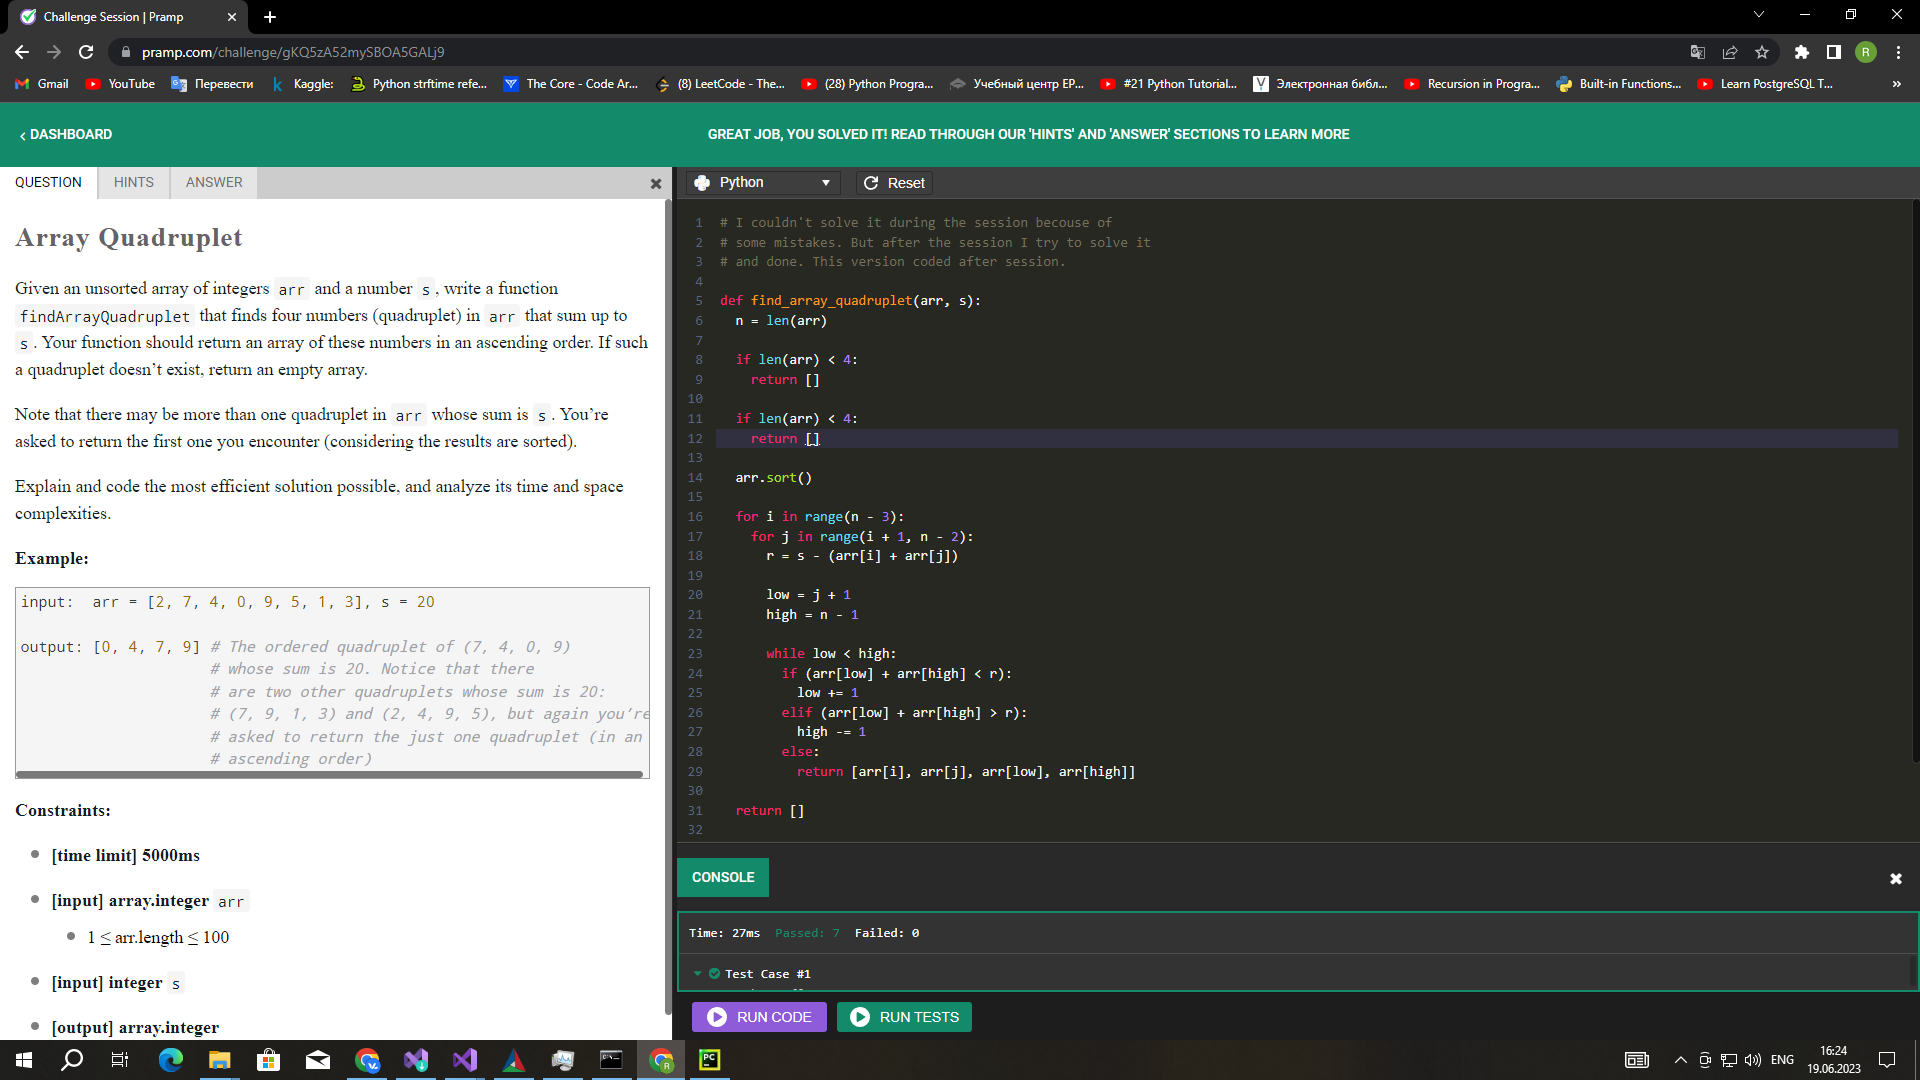 Challenge Session | Pramp
pramp.com/challenge/gKQ5zA52mySBOA5GALj9
R
Gmail YouTube Перевести Kaggle: Python strftime refe... The Core - Code Ar... (8) LeetCode - The... (28) Python Progra... Учебный центр EP... #21 Python Tutorial... Электронная библ... Recursion in Progra... Built-in Functions... Learn PostgreSQL T... »
‹ DASHBOARD
GREAT JOB, YOU SOLVED IT! READ THROUGH OUR 'HINTS' AND 'ANSWER' SECTIONS TO LEARN MORE
QUESTION HINTS ANSWER
Array Quadruplet
Given an unsorted array of integers arr and a number s, write a function
findArrayQuadruplet that finds four numbers (quadruplet) in arr that sum up to
s. Your function should return an array of these numbers in an ascending order. If such
a quadruplet doesn’t exist, return an empty array.
Note that there may be more than one quadruplet in arr whose sum is s. You’re
asked to return the first one you encounter (considering the results are sorted).
Explain and code the most efficient solution possible, and analyze its time and space
complexities.
Example:
input: arr = [2, 7, 4, 0, 9, 5, 1, 3], s = 20
output: [0, 4, 7, 9] # The ordered quadruplet of (7, 4, 0, 9)
# whose sum is 20. Notice that there
# are two other quadruplets whose sum is 20:
# (7, 9, 1, 3) and (2, 4, 9, 5), but again you’re
# asked to return the just one quadruplet (in an
# ascending order)
Constraints:
[time limit] 5000ms
[input] array.integer arr
1 ≤ arr.length ≤ 100
[input] integer s
[output] array.integer
Python Reset
1 # I couldn't solve it during the session becouse of
2 # some mistakes. But after the session I try to solve it
3 # and done. This version coded after session.
4
5 def find_array_quadruplet(arr, s):
6 n = len(arr)
7
8 if len(arr) < 4:
9 return []
10
11 if len(arr) < 4:
12 return []
13
14 arr.sort()
15
16 for i in range(n - 3):
17 for j in range(i + 1, n - 2):
18 r = s - (arr[i] + arr[j])
19
20 low = j + 1
21 high = n - 1
22
23 while low < high:
24 if (arr[low] + arr[high] < r):
25 low += 1
26 elif (arr[low] + arr[high] > r):
27 high -= 1
28 else:
29 return [arr[i], arr[j], arr[low], arr[high]]
30
31 return []
32
CONSOLE
Time: 27ms Passed: 7 Failed: 0
Test Case #1
RUN CODE RUN TESTS
PC
ENG
16:24
19.06.2023